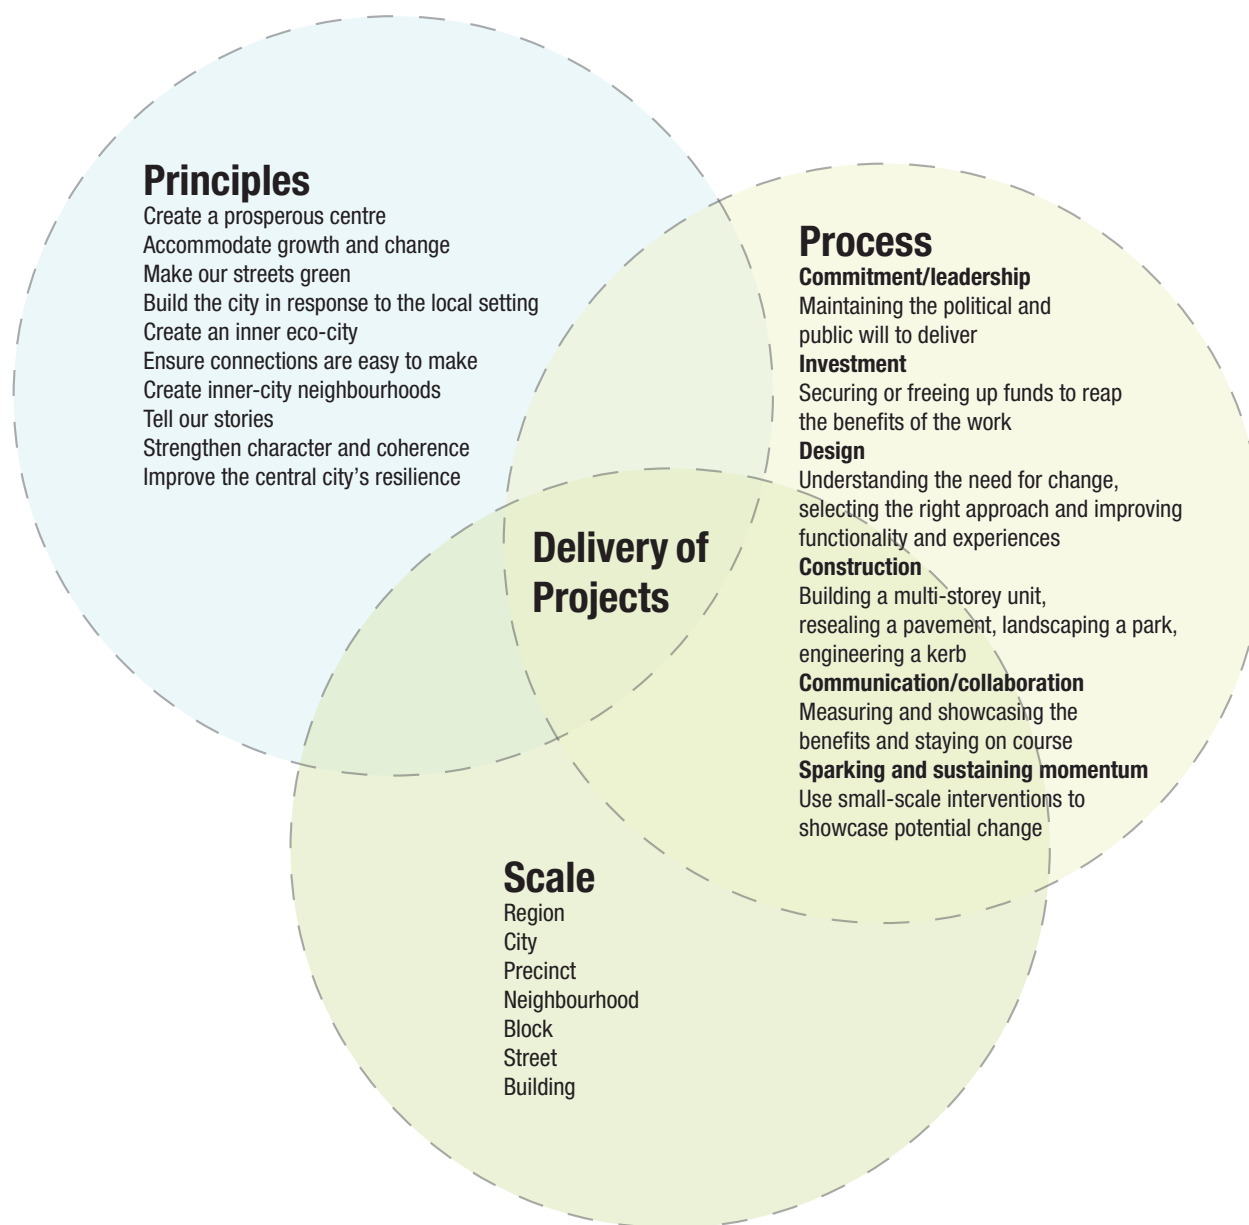 Principles
Create a prosperous centre
Accommodate growth and change
Make our streets green
Build the city in response to the local setting
Create an inner eco-city
Ensure connections are easy to make
Create inner-city neighbourhoods
Tell our stories
Strengthen character and coherence
Improve the central city's resilience
Process
Commitment/leadership
Maintaining the political and
public will to deliver
Investment
Securing or freeing up funds to reap
the benefits of the work
Design
Understanding the need for change,
selecting the right approach and improving
functionality and experiences
Construction
Building a multi-storey unit,
resealing a pavement, landscaping a park,
engineering a kerb
Communication/collaboration
Measuring and showcasing the
benefits and staying on course
Sparking and sustaining momentum
Use small-scale interventions to
showcase potential change
Delivery of
Projects
Scale
Region
City
Precinct
Neighbourhood
Block
Street
Building